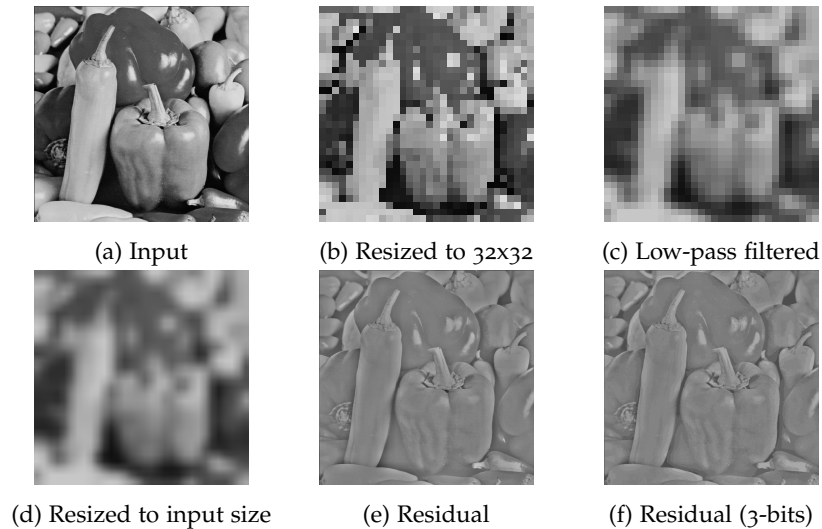 (a) Input
(b) Resized to 32x32
(c) Low-pass filtered
(d) Resized to input size
(e) Residual
(f) Residual (3-bits)